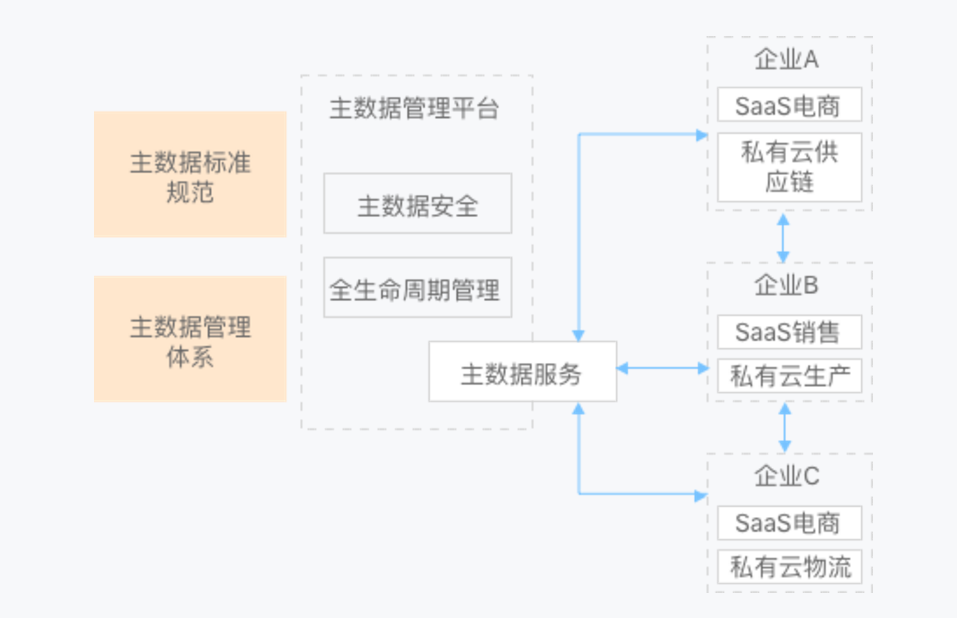 主数据标准
规范
主数据管理
体系
主数据管理平台
主数据安全
全生命周期管理
主数据服务
企业A
SaaS电商
私有云供
应链
企业B
SaaS销售
私有云生产
企业C
SaaS电商
私有云物流